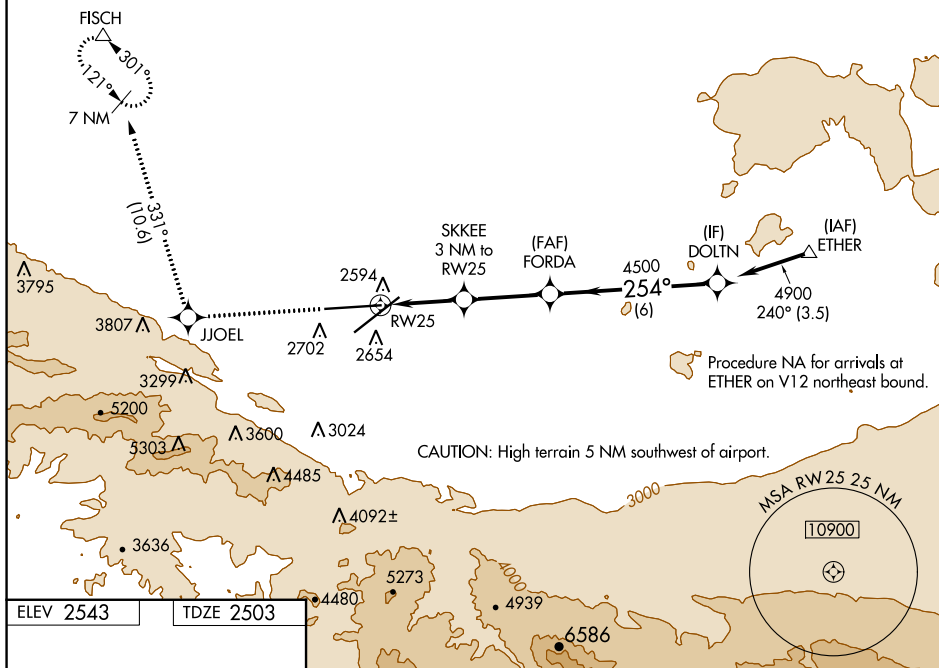 FISCH
301°
121°
7 NM
331°
(10.6)
3795
3807
JJOEL
2594
2702
2654
RW25
SKKEE
3 NM to
RW25
(FAF)
FORDA
4500
254°
(6)
(IF)
DOLTN
(IAF)
ETHER
4900
240° (3.5)
Procedure NA for arrivals at
ETHER on V12 northeast bound.
3299
5200
5303
3600
3024
4485
CAUTION: High terrain 5 NM southwest of airport.
3000
4092±
3636
4480
5273
4000
4939
6586
MSA RW25 25 NM
10900
ELEV 2543
TDZE 2503